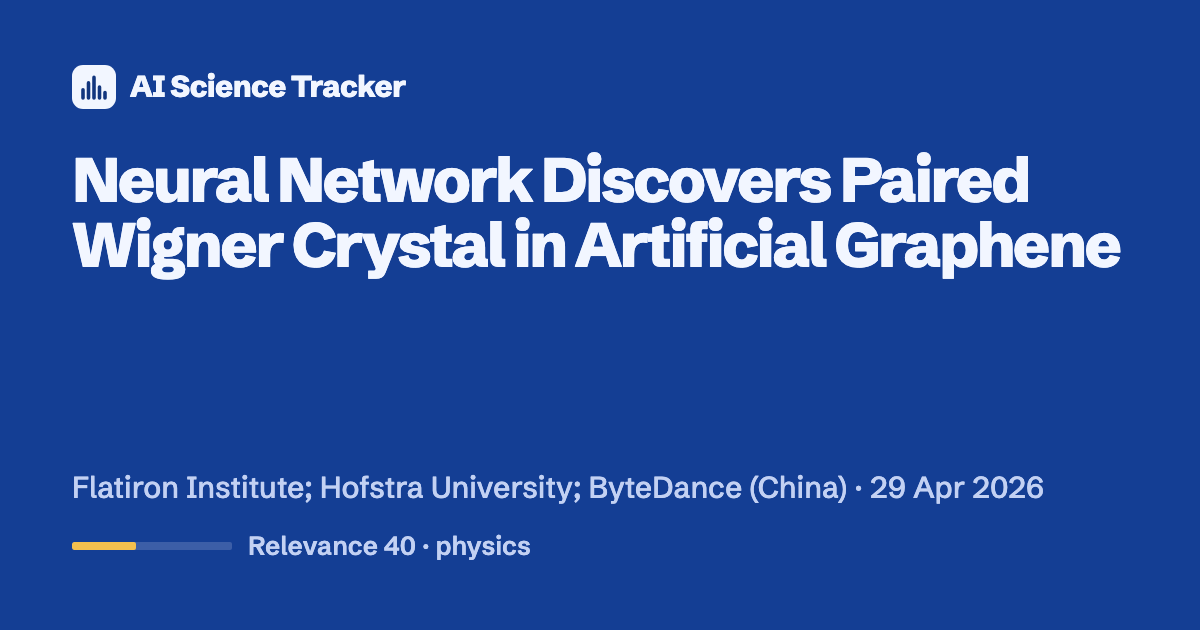 AI Science Tracker
Neural Network Discovers Paired
Wigner Crystal in Artificial Graphene
Flatiron Institute; Hofstra University; ByteDance (China) · 29 Apr 2026
Relevance 40 · physics